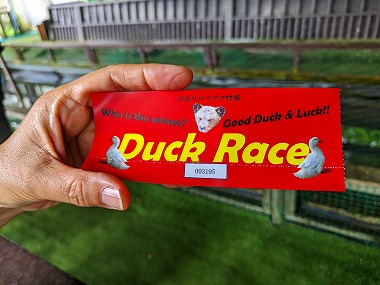 のぼりべつクマ牧場
Who is the winner?
Good Duck & Luck!!
Duck Race
003195